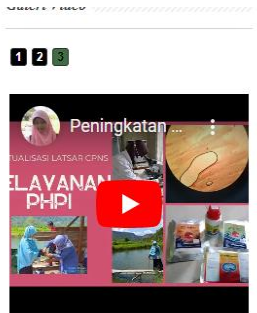 Galeri Video
1 2 3
Peningkatan ...
TUALISASI LATSAR CPNS
ELAYANAN
PHPI